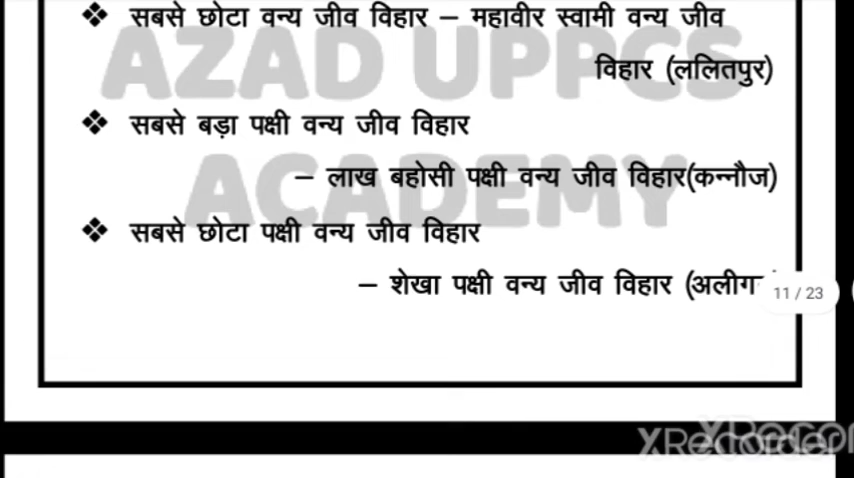 ❖ सबसे छोटा वन्य जीव विहार – महावीर स्वामी वन्य जीव
विहार (ललितपुर)
❖ सबसे बड़ा पक्षी वन्य जीव विहार
– लाख बहोसी पक्षी वन्य जीव विहार(कन्नौज)
❖ सबसे छोटा पक्षी वन्य जीव विहार
– शेखा पक्षी वन्य जीव विहार
11 / 23
AZAD UPPCS
ACADEMY
XRecorder